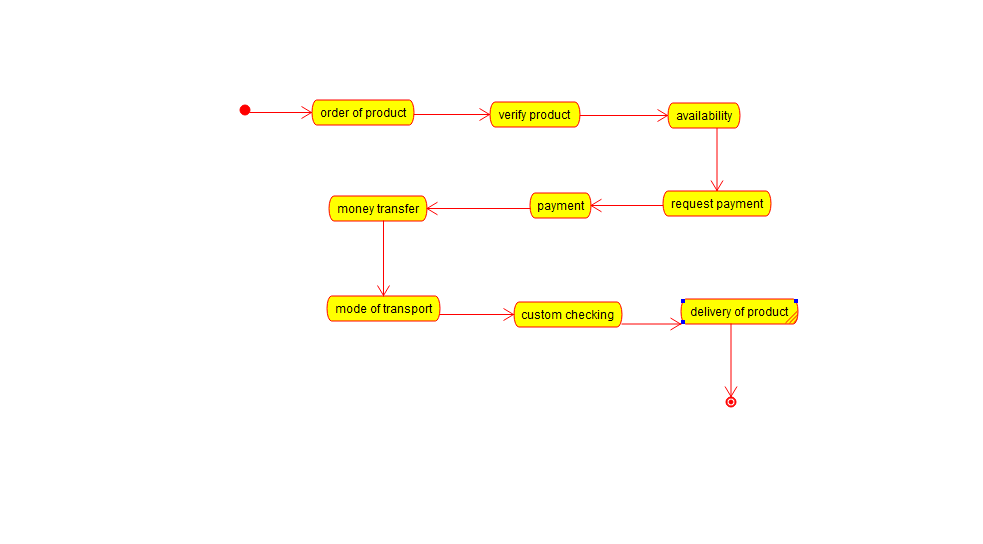 order of product
verify product
availability
request payment
payment
money transfer
mode of transport
custom checking
delivery of product